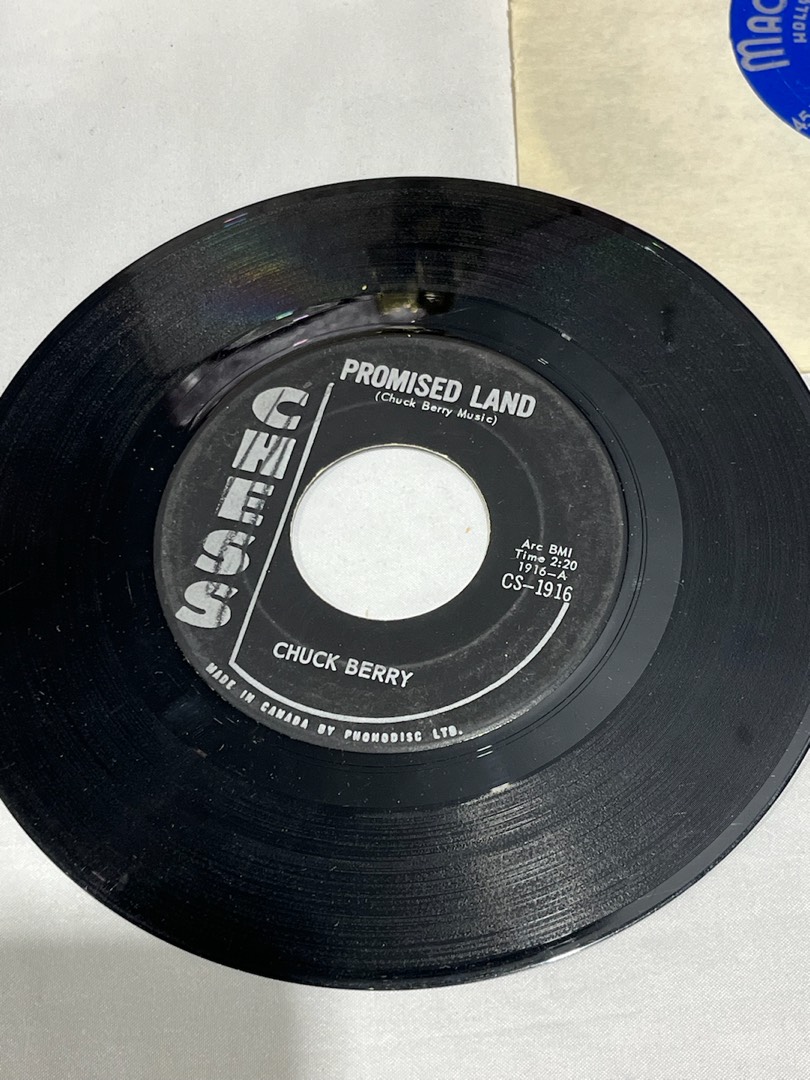 PROMISED LAND
(Chuck Berry Music)
CHESS
Arc BMI
Time 2:20
1916-A
CS-1916
CHUCK BERRY
MADE IN CANADA BY PHONODISC LTD.
45